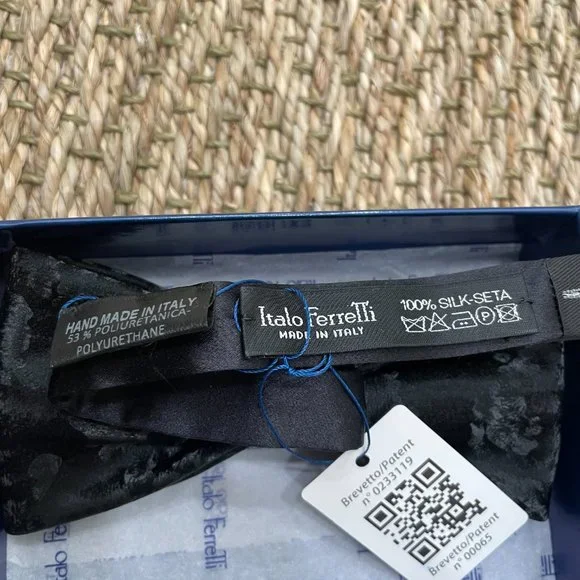 HAND MADE IN ITALY
53 % POLIURETANICA-
POLYURETHANE
Italo FerreTTi
MADE IN ITALY
100% SILK-SETA
Brevetto/Patent
n° 0233119
Brevetto/Patent
n° 00065
Italo Ferretti